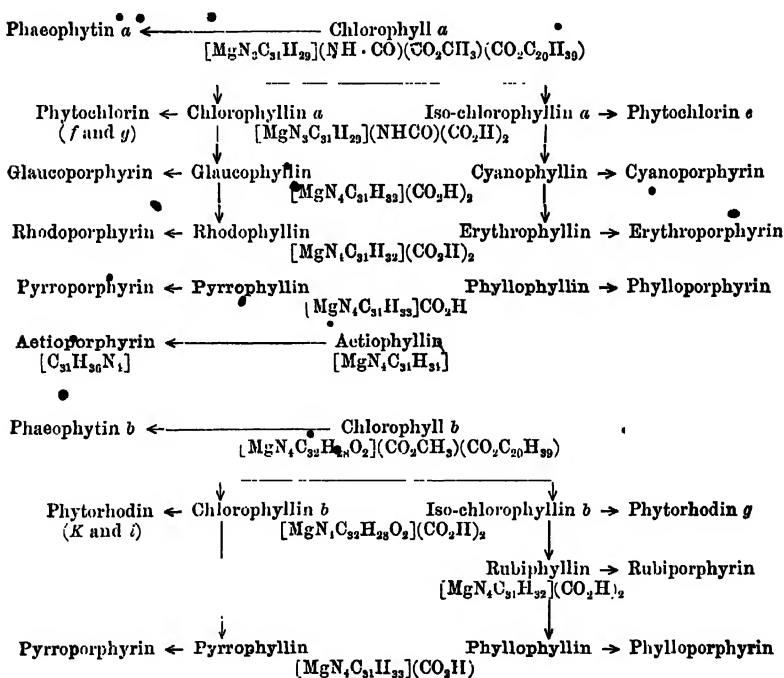 Phaeophytin a ← Chlorophyll a
[MgN₃C₃₁H₂₉](NH·CO)(CO₂CH₃)(CO₂C₂₀H₃₉)
Phytochlorin ← Chlorophyllin a Iso-chlorophyllin a → Phytochlorin e
(f and g) [MgN₃C₃₁H₂₉](NHCO)(CO₂H)₂
Glaucoporphyrin ← Glaucophyllin Cyanophyllin → Cyanoporphyrin
[MgN₄C₃₁H₃₂](CO₂H)₂
Rhodoporphyrin ← Rhodophyllin Erythrophyllin → Erythroporphyrin
[MgN₄C₃₁H₃₂](CO₂H)₂
Pyrroporphyrin ← Pyrrophyllin Phyllophyllin → Phylloporphyrin
[MgN₄C₃₁H₃₃]CO₂H
Aetioporphyrin ← Aetiophyllin
[C₃₁H₃₆N₄] [MgN₄C₃₁H₃₄]
Phaeophytin b ← Chlorophyll b
[MgN₄C₃₂H₂₈O₂](CO₂CH₃)(CO₂C₂₀H₃₉)
Phytorhodin ← Chlorophyllin b Iso-chlorophyllin b → Phytorhodin g
(K and i) [MgN₄C₃₂H₂₈O₂](CO₂H)₂
Rubiphyllin → Rubiporphyrin
[MgN₄C₃₁H₃₂](CO₂H)₂
Pyrroporphyrin ← Pyrrophyllin Phyllophyllin → Phylloporphyrin
[MgN₄C₃₁H₃₃](CO₂H)